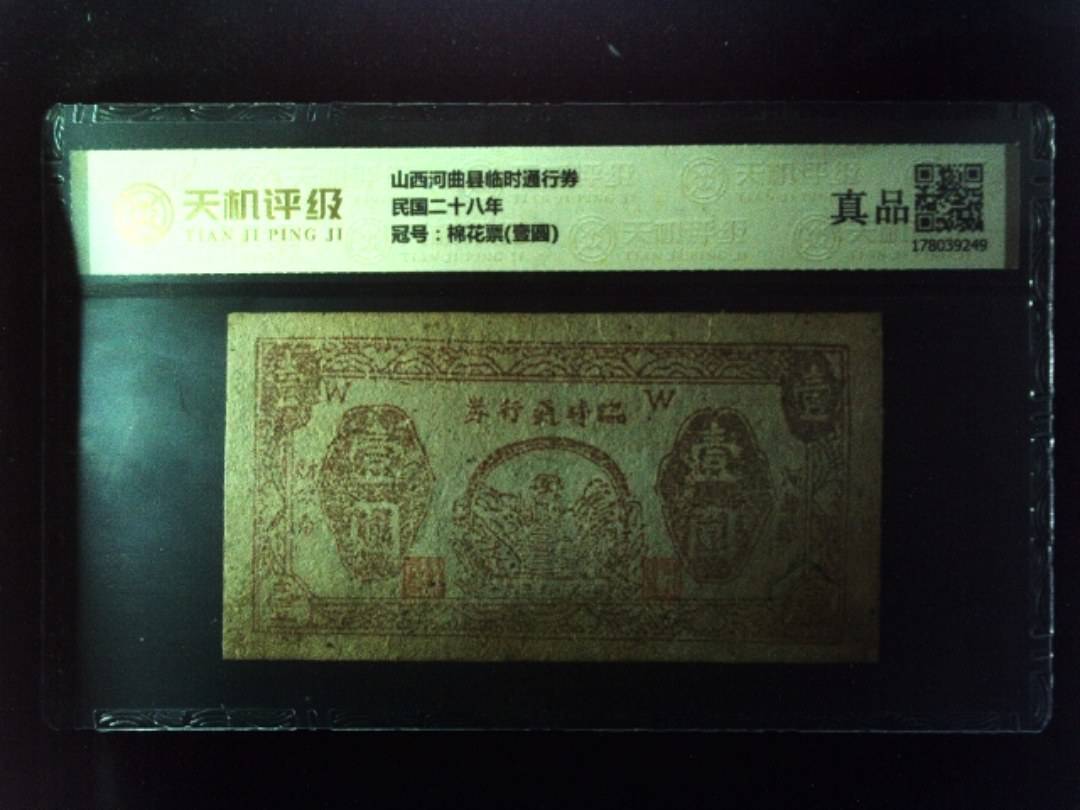 天机评级
TIAN JI PING JI
山西河曲县临时通行券
民国二十八年
冠号：棉花票(壹圆)
真品
178039249
壹
W
券行通時臨
W
壹
壹圓
壹圓